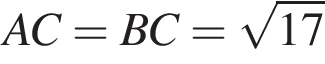 AC = BC = √17